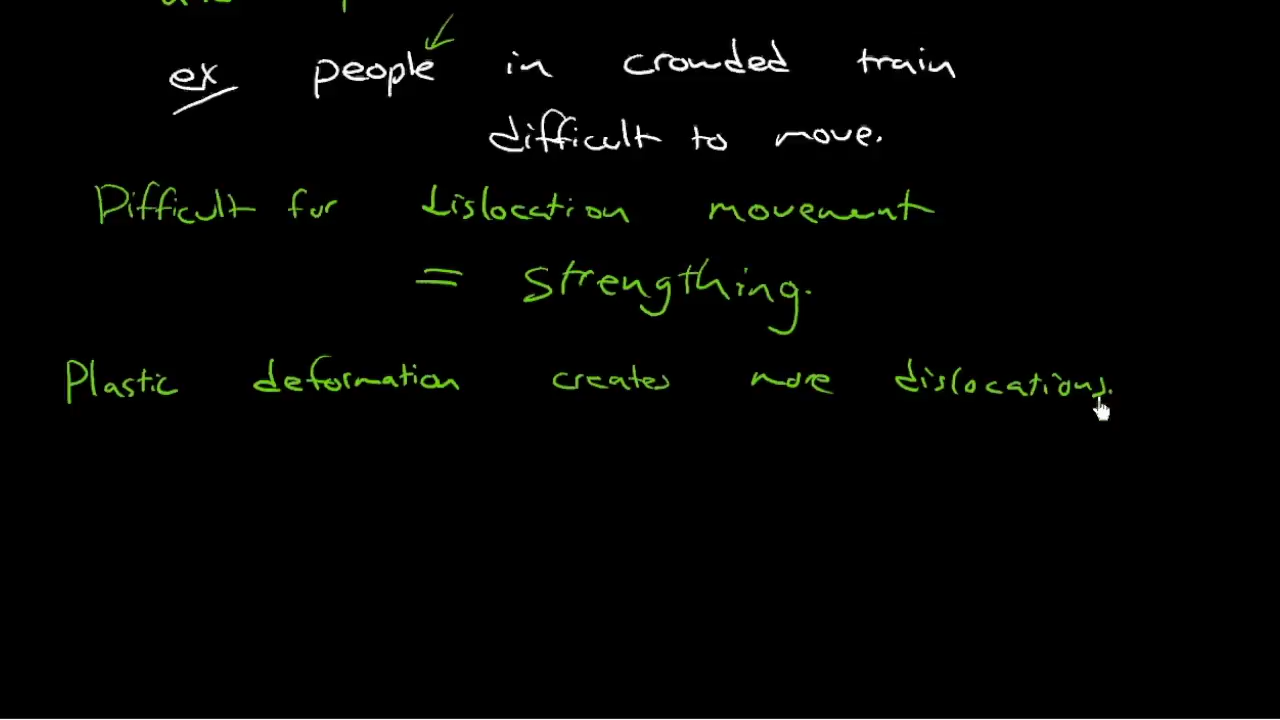 ex people in crowded train
difficult to move.
Difficult for dislocation movement
= strengthing.
Plastic deformation creates more dislocations.